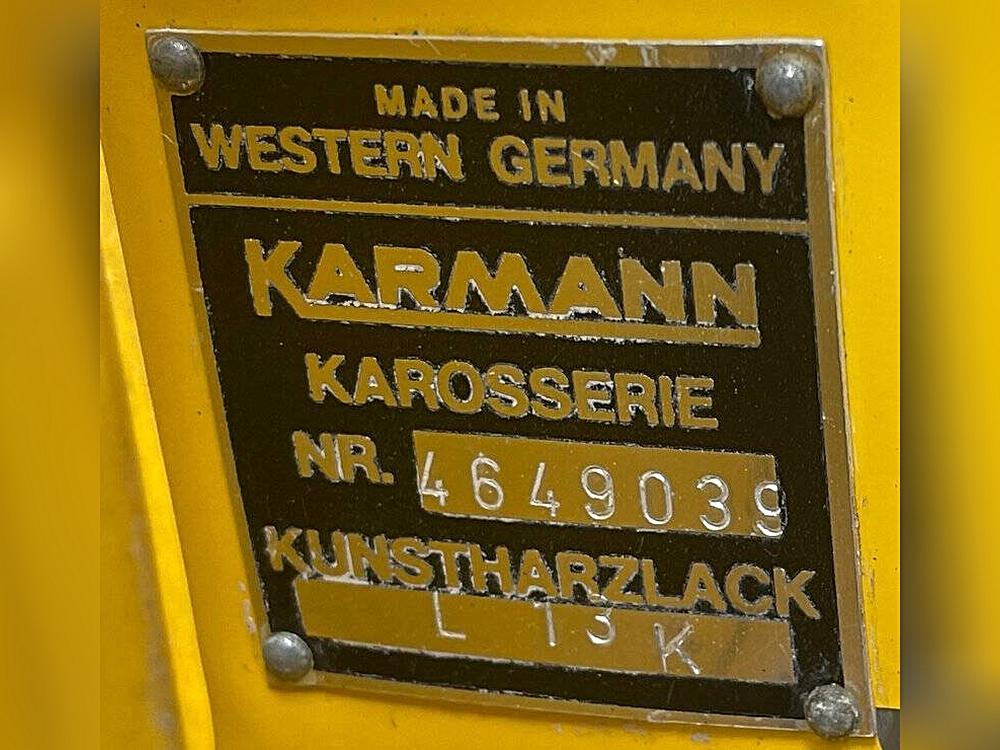 MADE IN
WESTERN GERMANY
KARMANN
KAROSSERIE
NR. 4649039
KUNSTHARZLACK
L 13 K